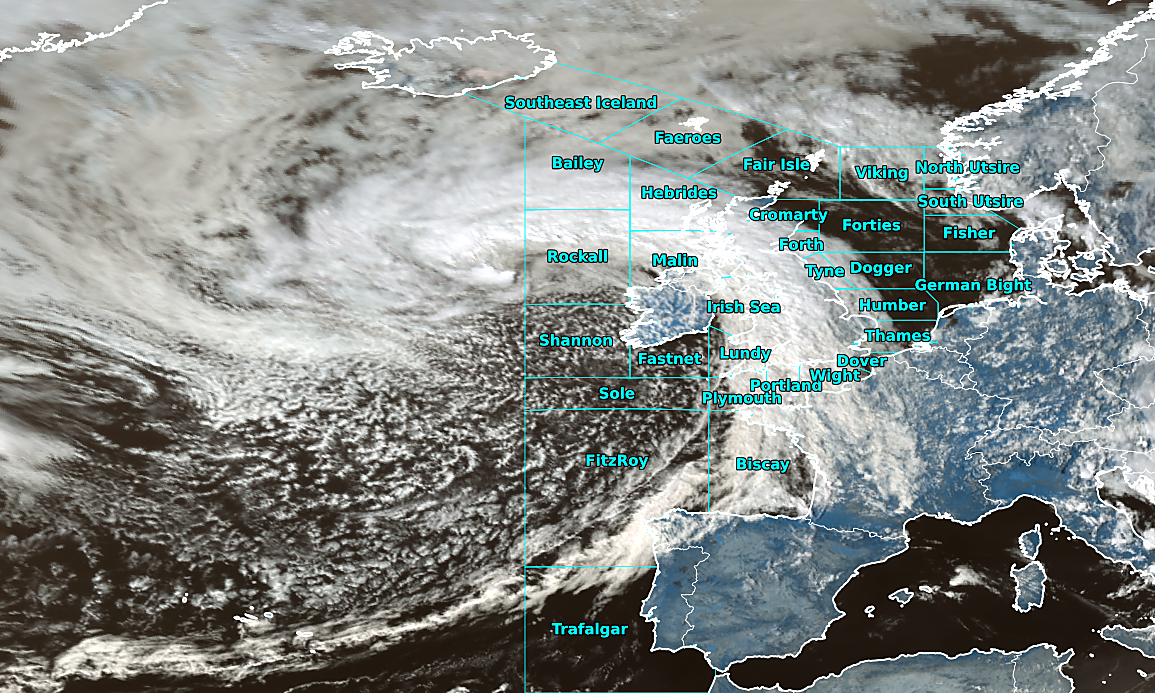 Southeast Iceland
Faeroes
Bailey
Fair Isle
North Utsire
Viking
Hebrides
South Utsire
Cromarty
Forties
Fisher
Forth
Rockall
Malin
Tyne
Dogger
German Bight
Irish Sea
Humber
Thames
Shannon
Fastnet
Lundy
Dover
Wight
Portland
Sole
Plymouth
FitzRoy
Biscay
Trafalgar